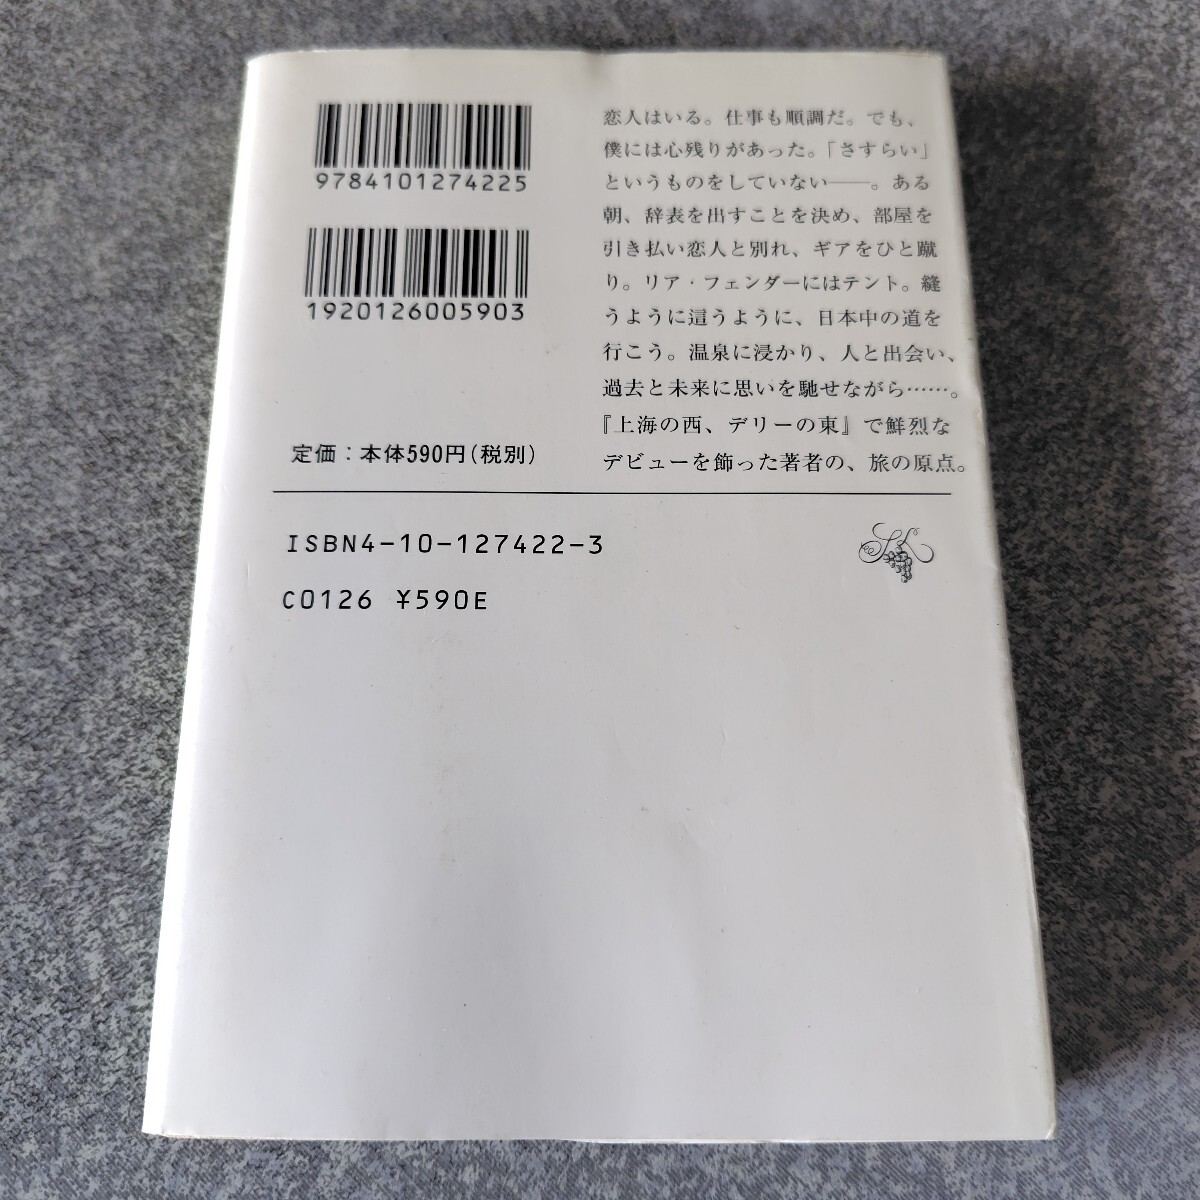 9784101274225
1920126005903
定価：本体590円（税別）
恋人はいる。仕事も順調だ。でも、
僕には心残りがあった。「さすらい」
というものをしていない――。ある
朝、辞表を出すことを決め、部屋を
引き払い恋人と別れ、ギアをひと蹴
り。リア・フェンダーにはテント。縫
うように這うように、日本中の道を
行こう。温泉に浸かり、人と出会い、
過去と未来に思いを馳せながら……。
『上海の西、デリーの東』で鮮烈な
デビューを飾った著者の、旅の原点。
ISBN4-10-127422-3
C0126 ¥590E
SK